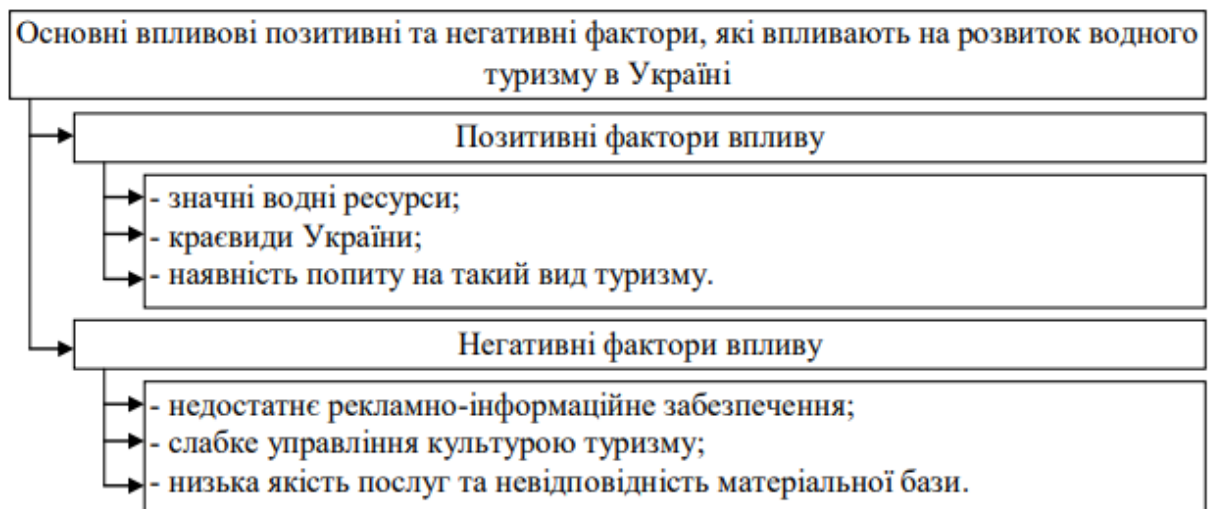 Основні впливові позитивні та негативні фактори, які впливають на розвиток водного
туризму в Україні
Позитивні фактори впливу
- значні водні ресурси;
- краєвиди України;
- наявність попиту на такий вид туризму.
Негативні фактори впливу
- недостатнє рекламно-інформаційне забезпечення;
- слабке управління культурою туризму;
- низька якість послуг та невідповідність матеріальної бази.